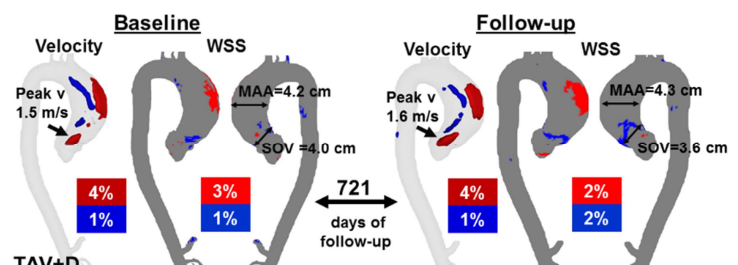 Baseline
Follow-up
Velocity
WSS
Velocity
WSS
Peak v
1.5 m/s
MAA=4.2 cm
SOV =4.0 cm
Peak v
1.6 m/s
MAA=4.3 cm
SOV=3.6 cm
4%
1%
3%
1%
721
days of
follow-up
4%
1%
2%
2%
TAV+D